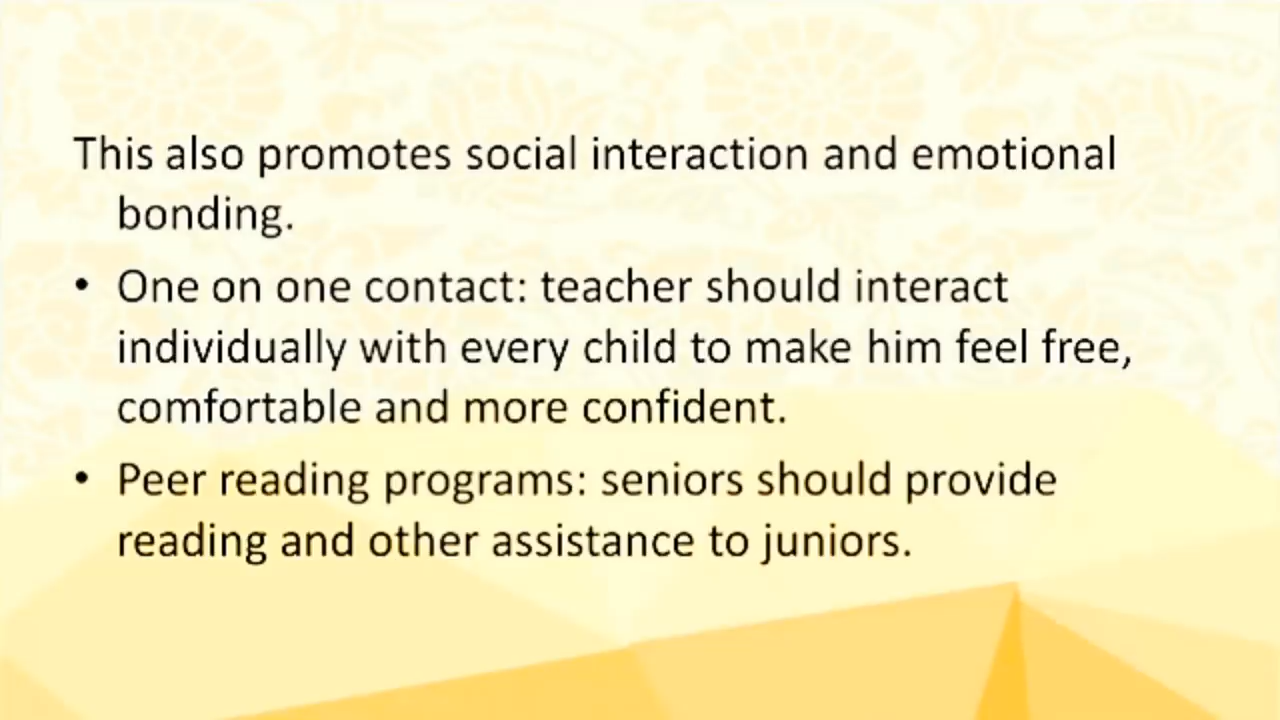 This also promotes social interaction and emotional
bonding.
• One on one contact: teacher should interact
individually with every child to make him feel free,
comfortable and more confident.
• Peer reading programs: seniors should provide
reading and other assistance to juniors.